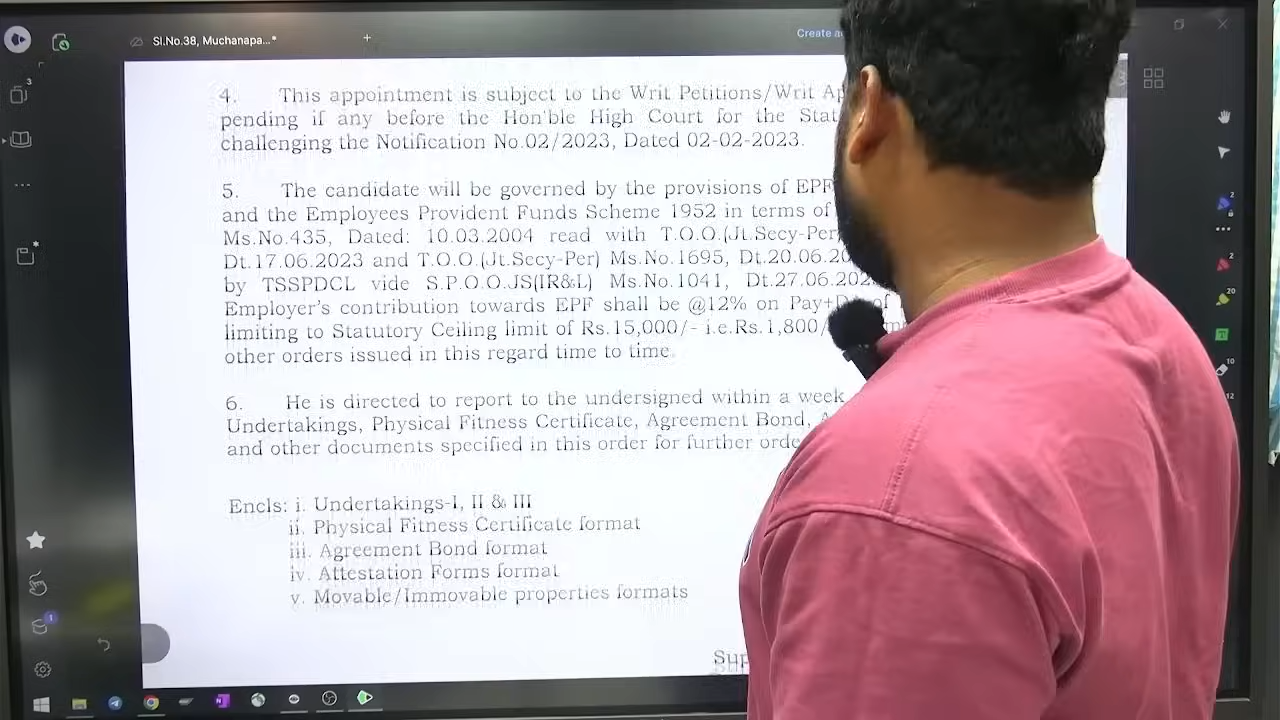 Sl.No.38, Muchanapa...*
+
Create a
4. This appointment is subject to the Writ Petitions/Writ Ap
pending if any before the Hon'ble High Court for the Stat
challenging the Notification No.02/2023, Dated 02-02-2023.
5. The candidate will be governed by the provisions of EPF
and the Employees Provident Funds Scheme 1952 in terms of
Ms.No.435, Dated: 10.03.2004 read with T.O.O.(Jt.Secy-Per)
Dt.17.06.2023 and T.O.O.(Jt.Secy-Per) Ms.No.1695, Dt.20.06.20
by TSSPDCL vide S.P.O.O.JS(IR&L) Ms.No.1041, Dt.27.06.202
Employer's contribution towards EPF shall be @12% on Pay+D of
limiting to Statutory Ceiling limit of Rs.15,000/- i.e.Rs.1,800/
other orders issued in this regard time to time.
6. He is directed to report to the undersigned within a week
Undertakings, Physical Fitness Certificate, Agreement Bond, A
and other documents specified in this order for further orde
Encls: i. Undertakings-I, II & III
ii. Physical Fitness Certificate format
iii. Agreement Bond format
iv. Attestation Forms format
v. Movable/Immovable properties formats
Sup